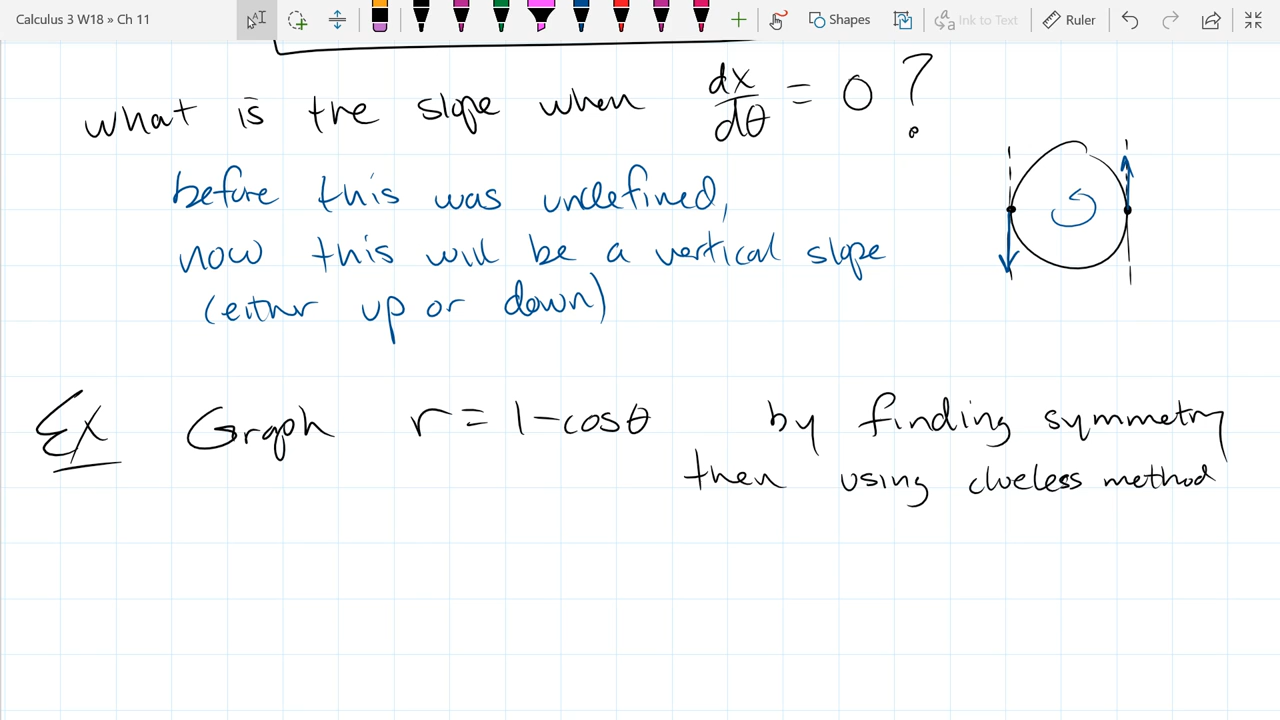 Calculus 3 W18 » Ch 11
Shapes
Ink to Text
Ruler
what is the slope when dx/dθ = 0 ?
before this was undefined,
now this will be a vertical slope
(either up or down)
Ex Graph r = 1-cosθ by finding symmetry
then using clueless method